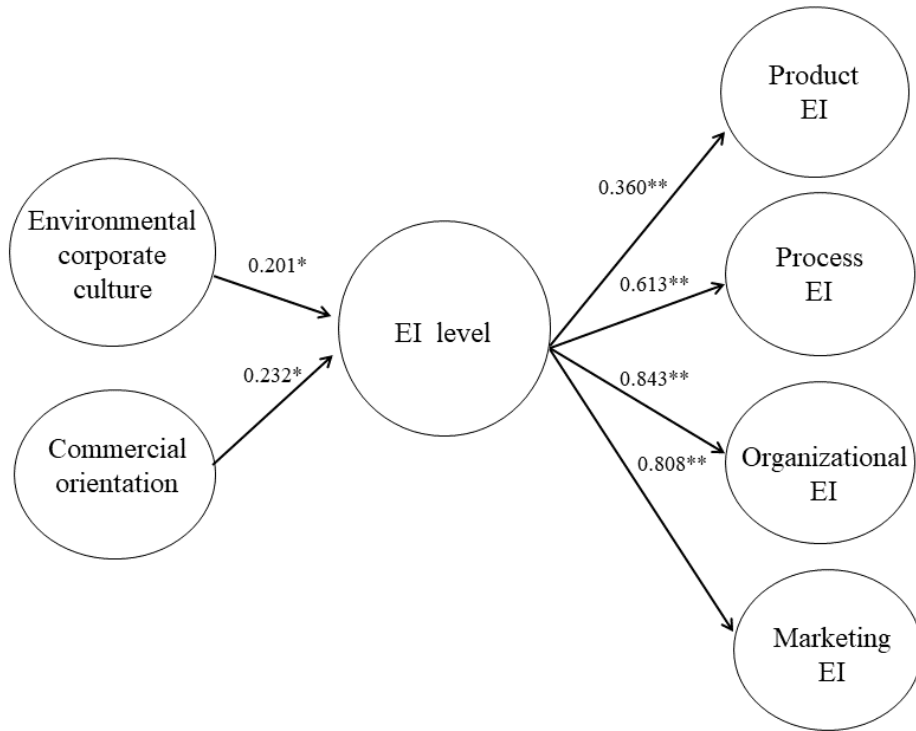 Environmental
corporate
culture
Commercial
orientation
0.201*
0.232*
EI level
0.360**
0.613**
0.843**
0.808**
Product
EI
Process
EI
Organizational
EI
Marketing
EI